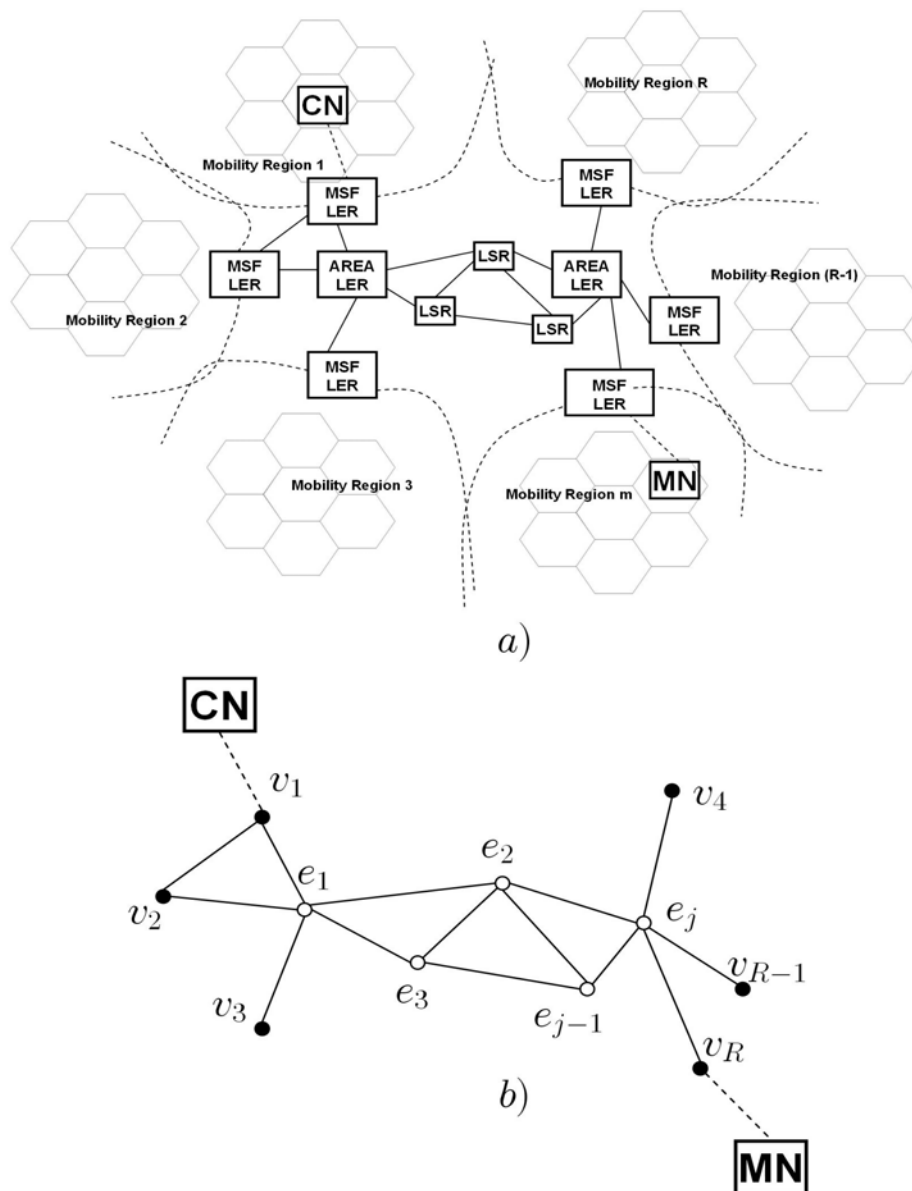 CN
Mobility Region R
Mobility Region 1
MSF
LER
MSF
LER
MSF
LER
AREA
LER
LSR
AREA
LER
LSR
LSR
MSF
LER
Mobility Region (R-1)
Mobility Region 2
MSF
LER
MSF
LER
Mobility Region 3
Mobility Region m
MN
a)
CN
v₁
v₄
e₁
e₂
v₂
eⱼ
e₃
eⱼ₋₁
v₃
v_{R−1}
v_R
b)
MN